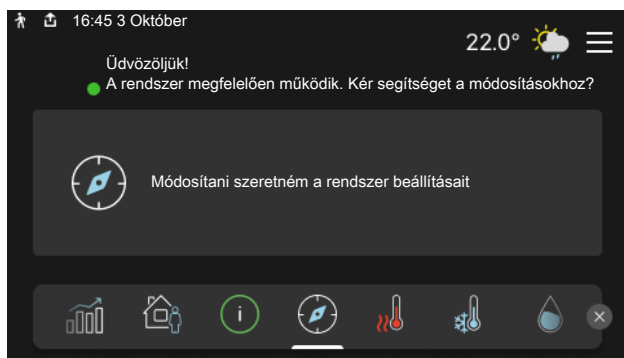 16:45 3 Október
22.0°
Üdvözöljük!
A rendszer megfelelően működik. Kér segítséget a módosításokhoz?
Módosítani szeretném a rendszer beállításait
i